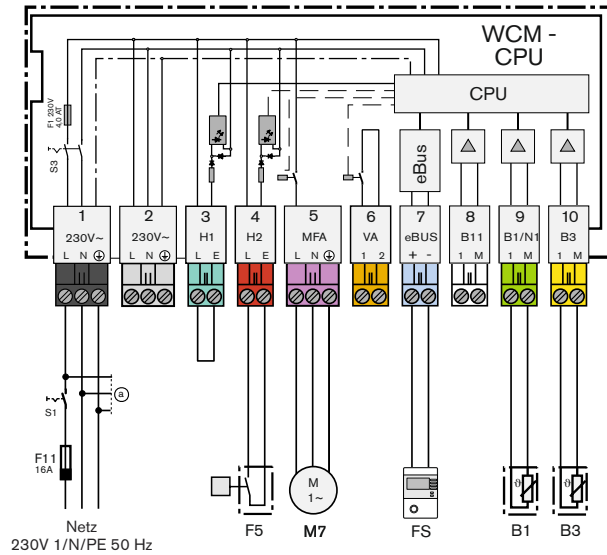 WCM -
CPU
CPU
F1 230V
4,0 AT
S3
eBus
1 2 3 4 5 6 7 8 9 10
230V~ 230V~ H1 H2 MFA VA eBUS B11 B1/N1 B3
L N L N L E L E L N 1 2 + - 1 M 1 M 1 M
a
S1
F11
16A
M
1~
ϑ ϑ
F5 M7 FS B1 B3
Netz
230V 1/N/PE 50 Hz